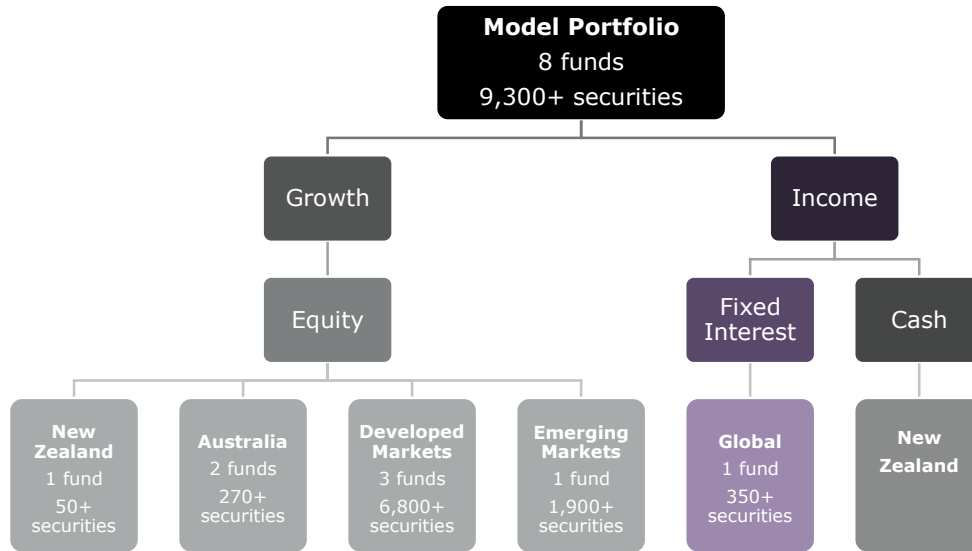 Model Portfolio
8 funds
9,300+ securities
Growth
Income
Equity
Fixed
Interest
Cash
New
Zealand
1 fund
50+
securities
Australia
2 funds
270+
securities
Developed
Markets
3 funds
6,800+
securities
Emerging
Markets
1 fund
1,900+
securities
Global
1 fund
350+
securities
New
Zealand